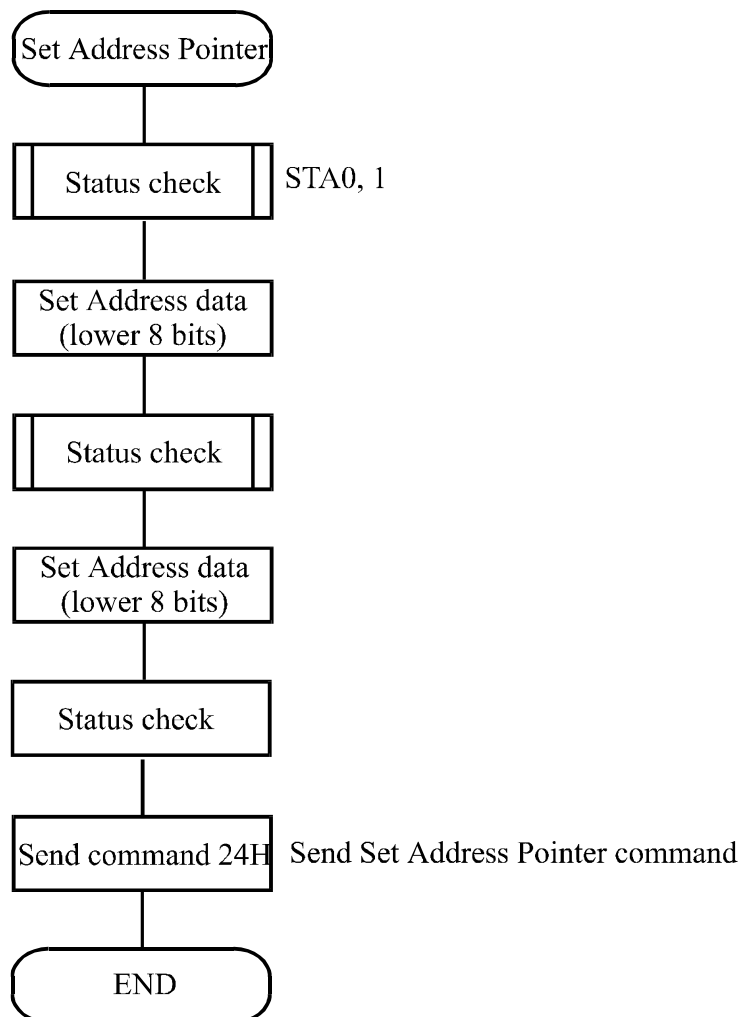 Set Address Pointer
Status check
STA0, 1
Set Address data
(lower 8 bits)
Status check
Set Address data
(lower 8 bits)
Status check
Send command 24H
Send Set Address Pointer command
END